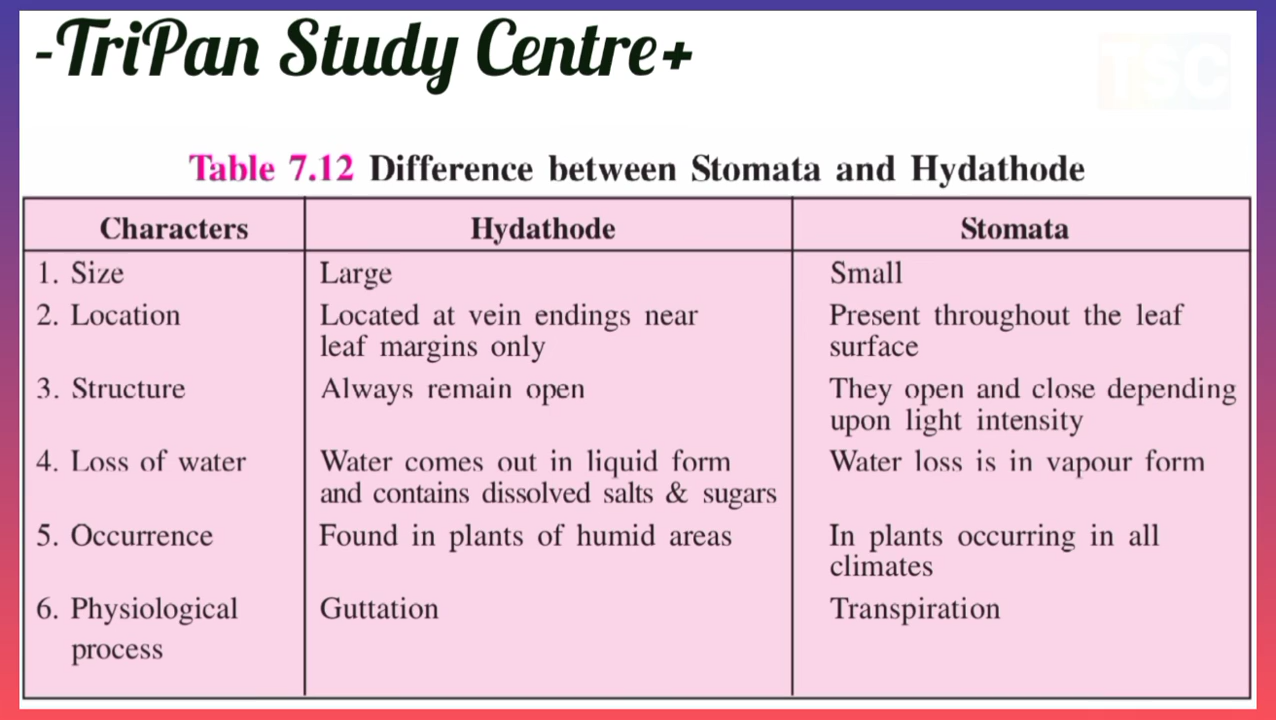 -TriPan Study Centre+
TSC
Table 7.12 Difference between Stomata and Hydathode
Characters Hydathode Stomata
1. Size Large Small
2. Location Located at vein endings near Present throughout the leaf
leaf margins only surface
3. Structure Always remain open They open and close depending
upon light intensity
4. Loss of water Water comes out in liquid form Water loss is in vapour form
and contains dissolved salts & sugars
5. Occurrence Found in plants of humid areas In plants occurring in all
climates
6. Physiological Guttation Transpiration
process